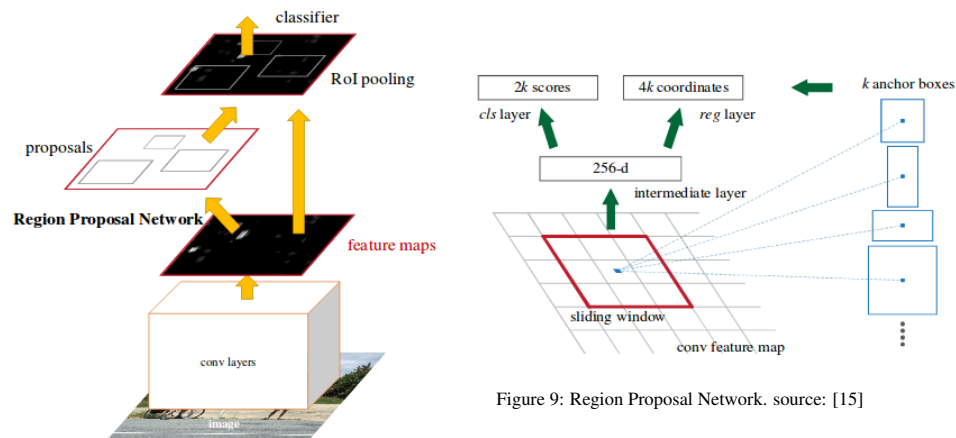 classifier
RoI pooling
proposals
Region Proposal Network
feature maps
conv layers
image
2k scores
4k coordinates
k anchor boxes
cls layer
reg layer
256-d
intermediate layer
sliding window
conv feature map
Figure 9: Region Proposal Network. source: [15]